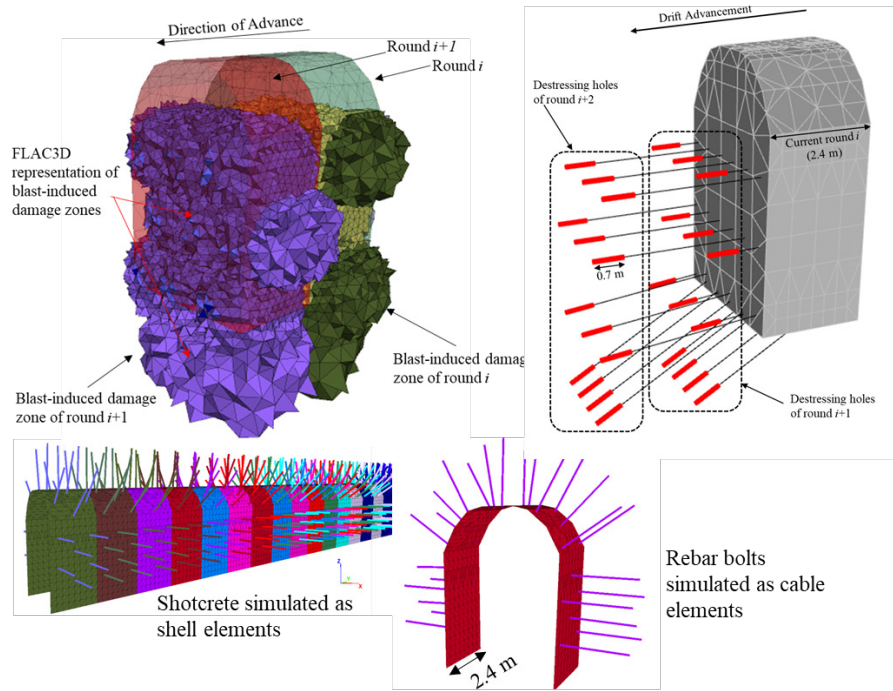 Direction of Advance
Round i+1
Round i
FLAC3D
representation of
blast-induced
damage zones
Blast-induced damage
zone of round i
Blast-induced damage
zone of round i+1
Drift Advancement
Destressing holes
of round i+2
Current round i
(2.4 m)
0.7 m
Destressing holes
of round i+1
Shotcrete simulated as
shell elements
z
Y
X
2.4 m
Rebar bolts
simulated as cable
elements